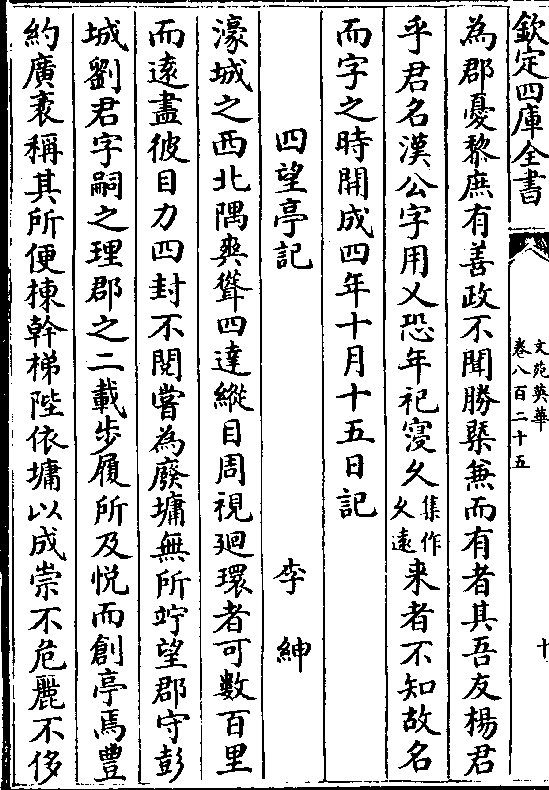 欽定四庫全書
文苑英華
卷八百二十五
十
為郡憂黎庶有善政不聞勝槩兼而有者其吾友楊君
乎君名漢公字用乂恐年祀寖久集作久遠来者不知故名
而字之時開成四年十月十五日記
四望亭記
李紳
濠城之西北隅爽聳四達縱目周視廻環者可數百里
而遠盡彼目力四封不閱嘗為廢墉無所竚望郡守彭
城劉君字嗣之理郡之二載步履所及悦而創亭焉豐
約廣袤稱其所便棟幹梯陛依墉以成崇不危麗不侈